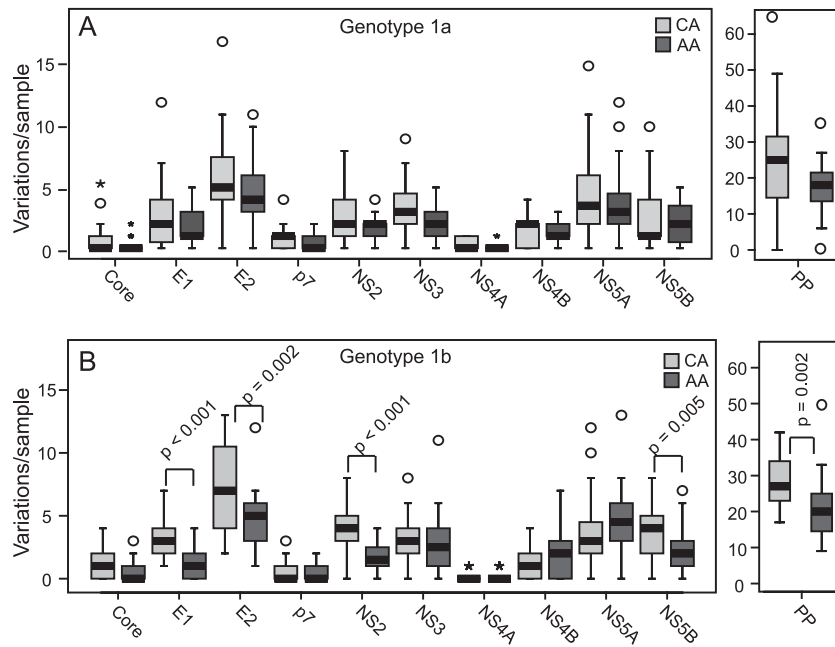 A
Genotype 1a
CA
AA
Variations/sample
15
10
5
0
Core
E1
E2
p7
NS2
NS3
NS4A
NS4B
NS5A
NS5B
60
50
40
30
20
10
0
PP
B
Genotype 1b
CA
AA
Variations/sample
15
10
5
0
p < 0.001
p = 0.002
p < 0.001
p = 0.005
Core
E1
E2
p7
NS2
NS3
NS4A
NS4B
NS5A
NS5B
60
50
40
30
20
10
0
p = 0.002
PP